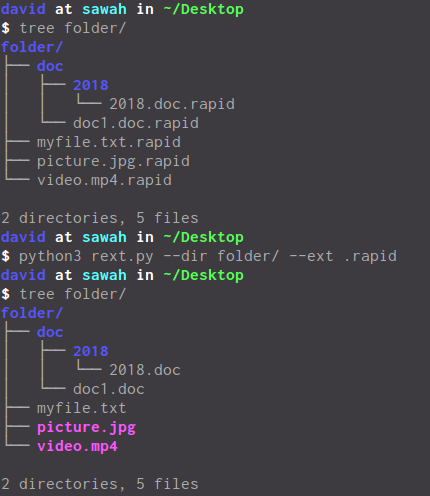 david at sawah in ~/Desktop
$ tree folder/
folder/
├── doc
│   ├── 2018
│   │   └── 2018.doc.rapid
│   └── doc1.doc.rapid
├── myfile.txt.rapid
├── picture.jpg.rapid
└── video.mp4.rapid

2 directories, 5 files
david at sawah in ~/Desktop
$ python3 rext.py --dir folder/ --ext .rapid
david at sawah in ~/Desktop
$ tree folder/
folder/
├── doc
│   ├── 2018
│   │   └── 2018.doc
│   └── doc1.doc
├── myfile.txt
├── picture.jpg
└── video.mp4

2 directories, 5 files